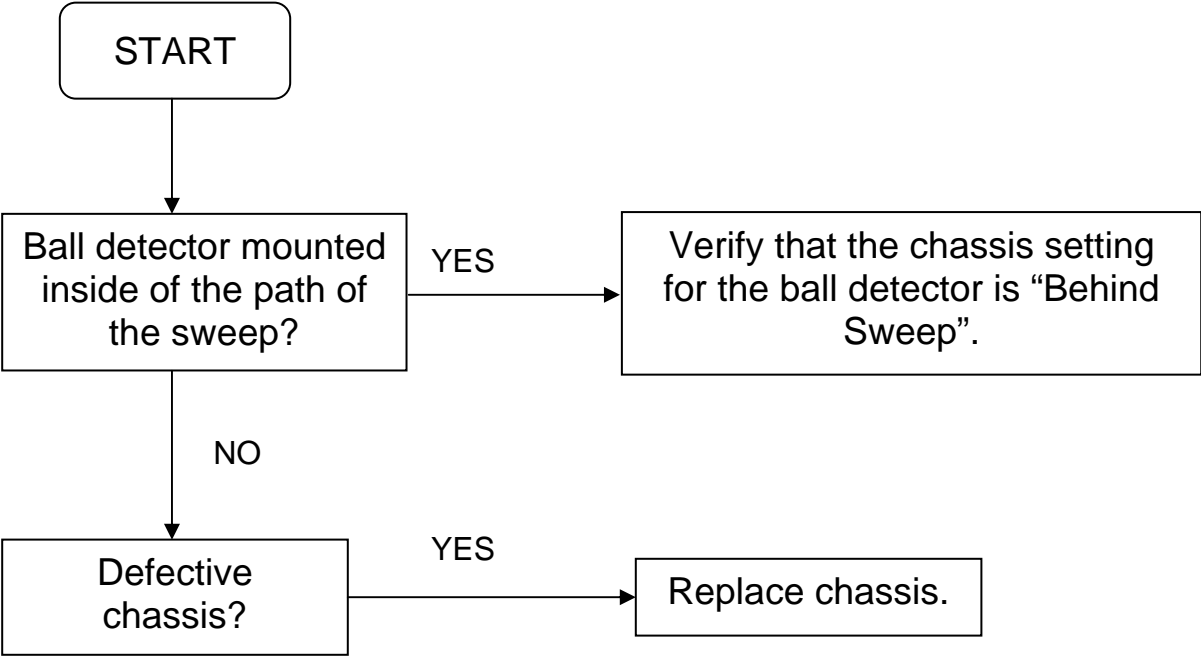 START
Ball detector mounted
inside of the path of
the sweep?
YES
Verify that the chassis setting
for the ball detector is “Behind
Sweep”.
NO
Defective
chassis?
YES
Replace chassis.